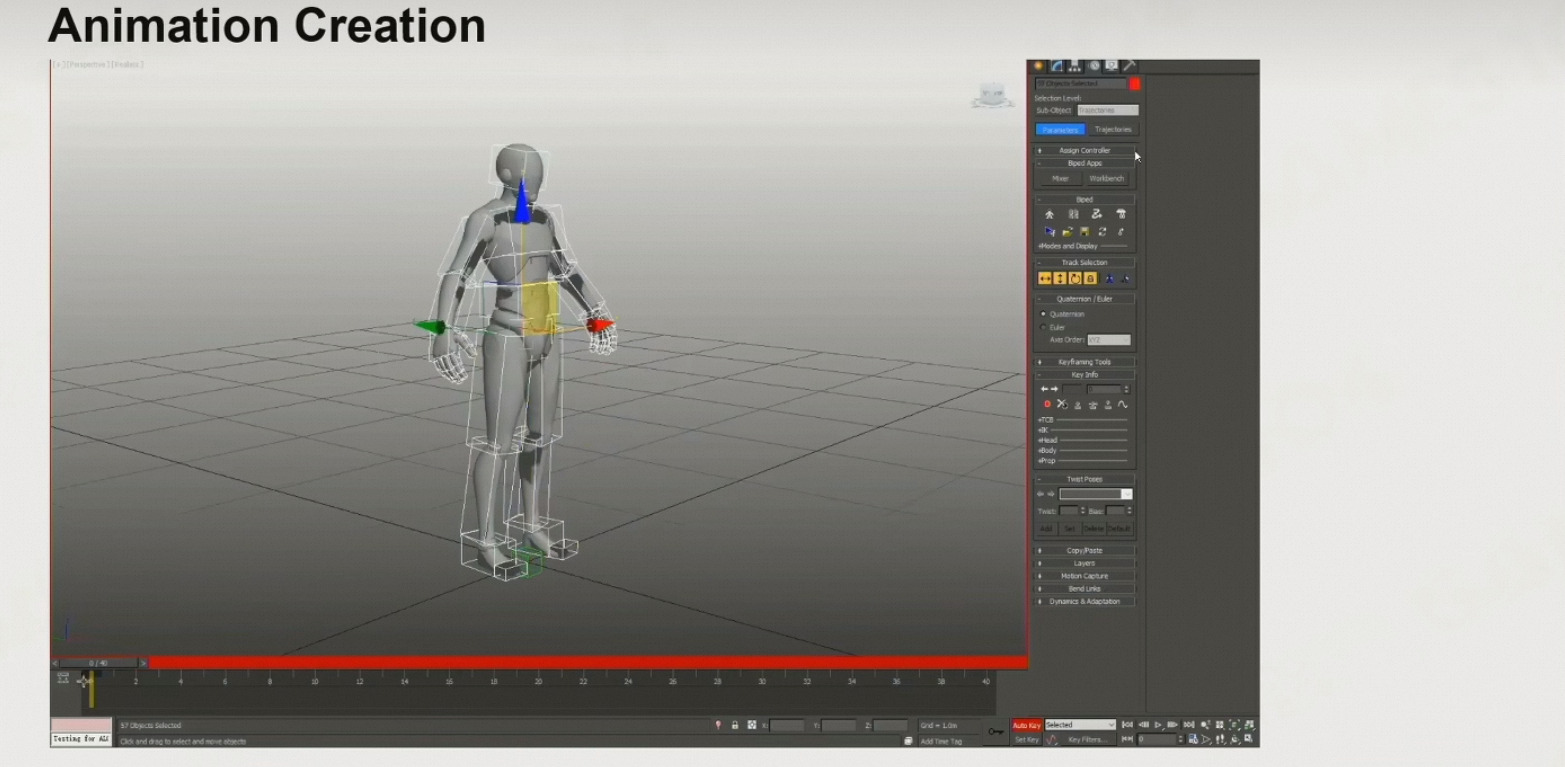 Animation Creation
[+][Perspective][Realistic]
57 Objects Selected
Selection Level:
Sub-Object: Trajectories
Parameters Trajectories
+ Assign Controller
- Biped Apps
Mixer Workbench
- Biped
+Modes and Display
- Track Selection
- Quaternion / Euler
Quaternion
Euler
Axis Order: XYZ
+ Keyframing Tools
- Key Info
+TCB
+IK
+Head
+Body
+Prop
- Twist Poses
Twist: Bias:
Add Set Delete Default
+ Copy/Paste
+ Layers
+ Motion Capture
+ Bend Links
+ Dynamics & Adaptation
< 0 / 40 >
2 4 6 8 10 12 14 16 18 20 22 24 26 28 30 32 34 36 38 40
57 Objects Selected X: Y: Z: Grid = 1.0m Auto Key Selected
Testing for Click and drag to select and move objects Add Time Tag Set Key Key Filters... 0